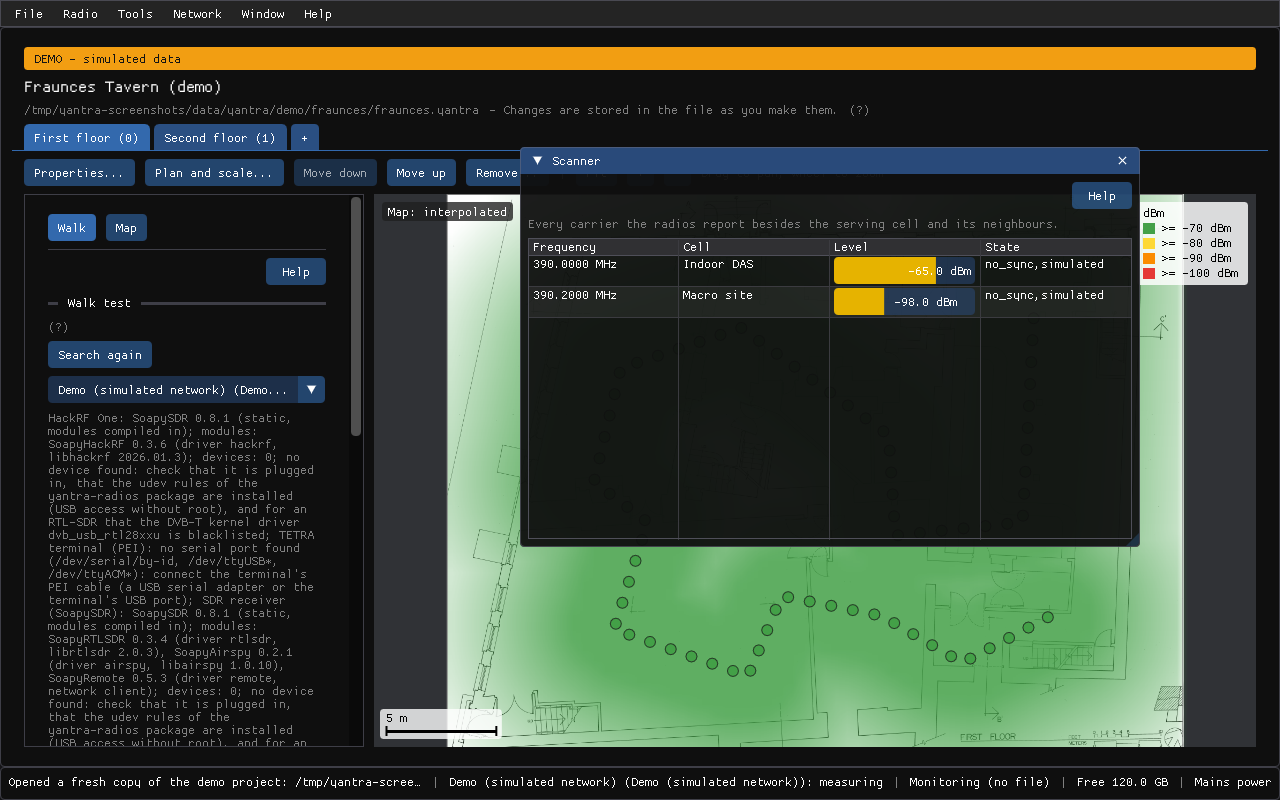 File Radio Tools Network Window Help
DEMO - simulated data
Fraunces Tavern (demo)
/tmp/yantra-screenshots/data/yantra/demo/fraunces/fraunces.yantra - Changes are stored in the file as you make them. (?)
First floor (0) Second floor (1) +
Properties... Plan and scale... Move down Move up Remove
Walk Map
Help
Walk test
(?)
Search again
Demo (simulated network) (Demo...
HackRF One: SoapySDR 0.8.1 (static,
modules compiled in); modules:
SoapyHackRF 0.3.6 (driver hackrf,
libhackrf 2026.01.3); devices: 0; no
device found: check that it is plugged
in, that the udev rules of the
yantra-radios package are installed
(USB access without root), and for an
RTL-SDR that the DVB-T kernel driver
dvb_usb_rtl28xxu is blacklisted; TETRA
terminal (PEI): no serial port found
(/dev/serial/by-id, /dev/ttyUSB*,
/dev/ttyACM*): connect the terminal's
PEI cable (a USB serial adapter or the
terminal's USB port); SDR receiver
(SoapySDR): SoapySDR 0.8.1 (static,
modules compiled in); modules:
SoapyRTLSDR 0.3.4 (driver rtlsdr,
librtlsdr 2.0.3), SoapyAirspy 0.2.1
(driver airspy, libairspy 1.0.10),
SoapyRemote 0.5.3 (driver remote,
network client); devices: 0; no device
found: check that it is plugged in,
that the udev rules of the
yantra-radios package are installed
(USB access without root), and for an
Map: interpolated
Scanner
Help
Every carrier the radios report besides the serving cell and its neighbours.
Frequency Cell Level State
390.0000 MHz Indoor DAS -65.0 dBm no_sync,simulated
390.2000 MHz Macro site -98.0 dBm no_sync,simulated
dBm
>= -70 dBm
>= -80 dBm
>= -90 dBm
>= -100 dBm
5 m
FIRST FLOOR
Opened a fresh copy of the demo project: /tmp/yantra-scree… | Demo (simulated network) (Demo (simulated network)): measuring | Monitoring (no file) | Free 120.0 GB | Mains power